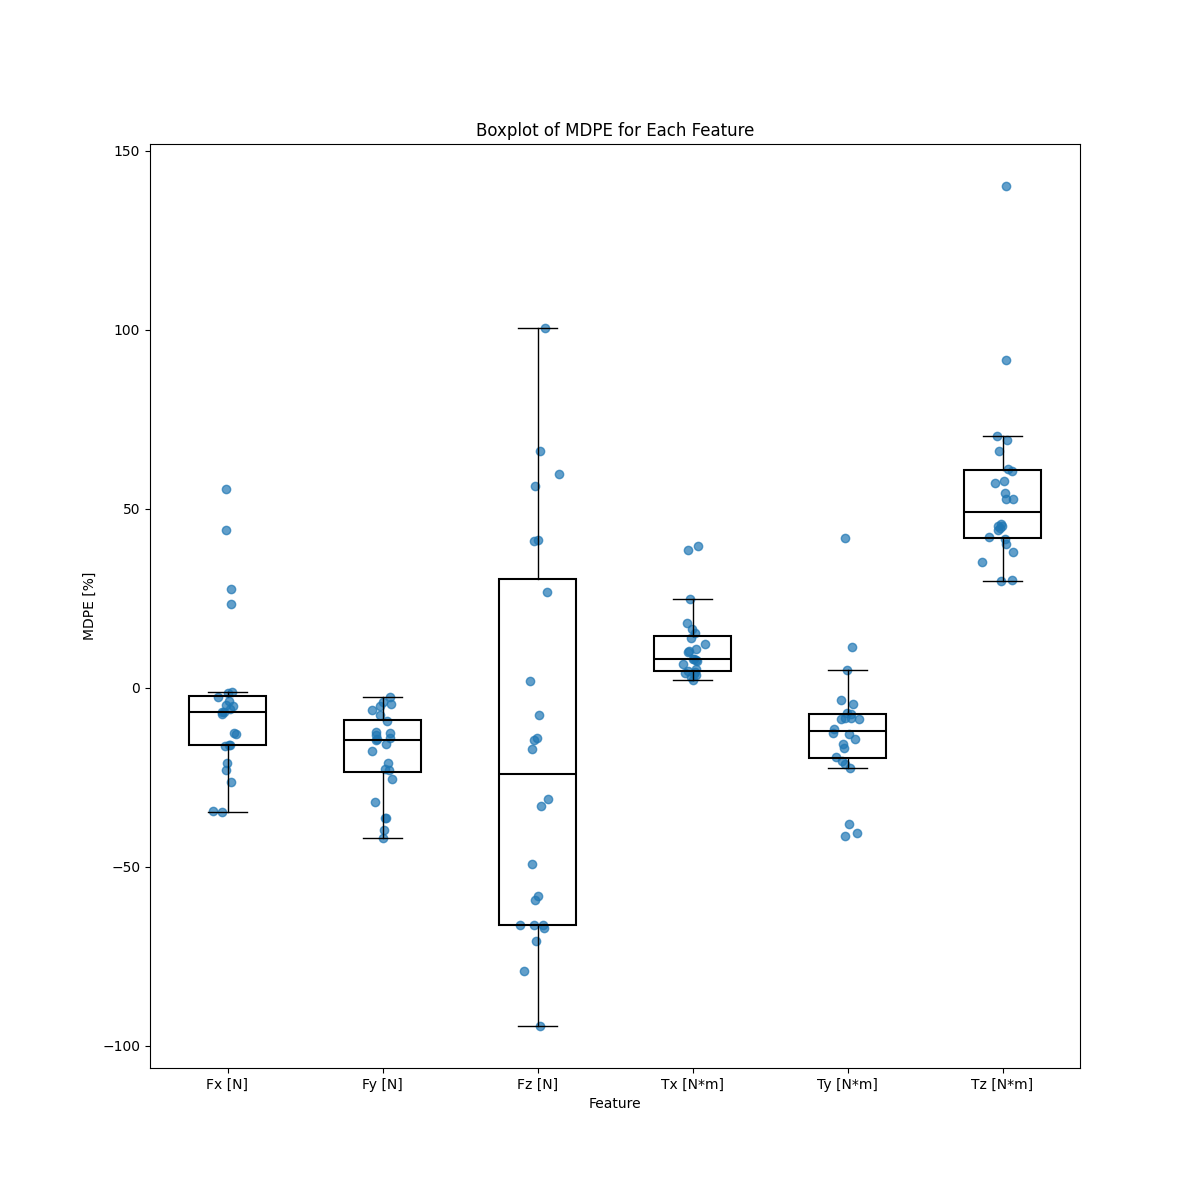 Boxplot of MDPE for Each Feature
150
100
50
0
−50
−100
MDPE [%]
Fx [N] Fy [N] Fz [N] Tx [N*m] Ty [N*m] Tz [N*m]
Feature